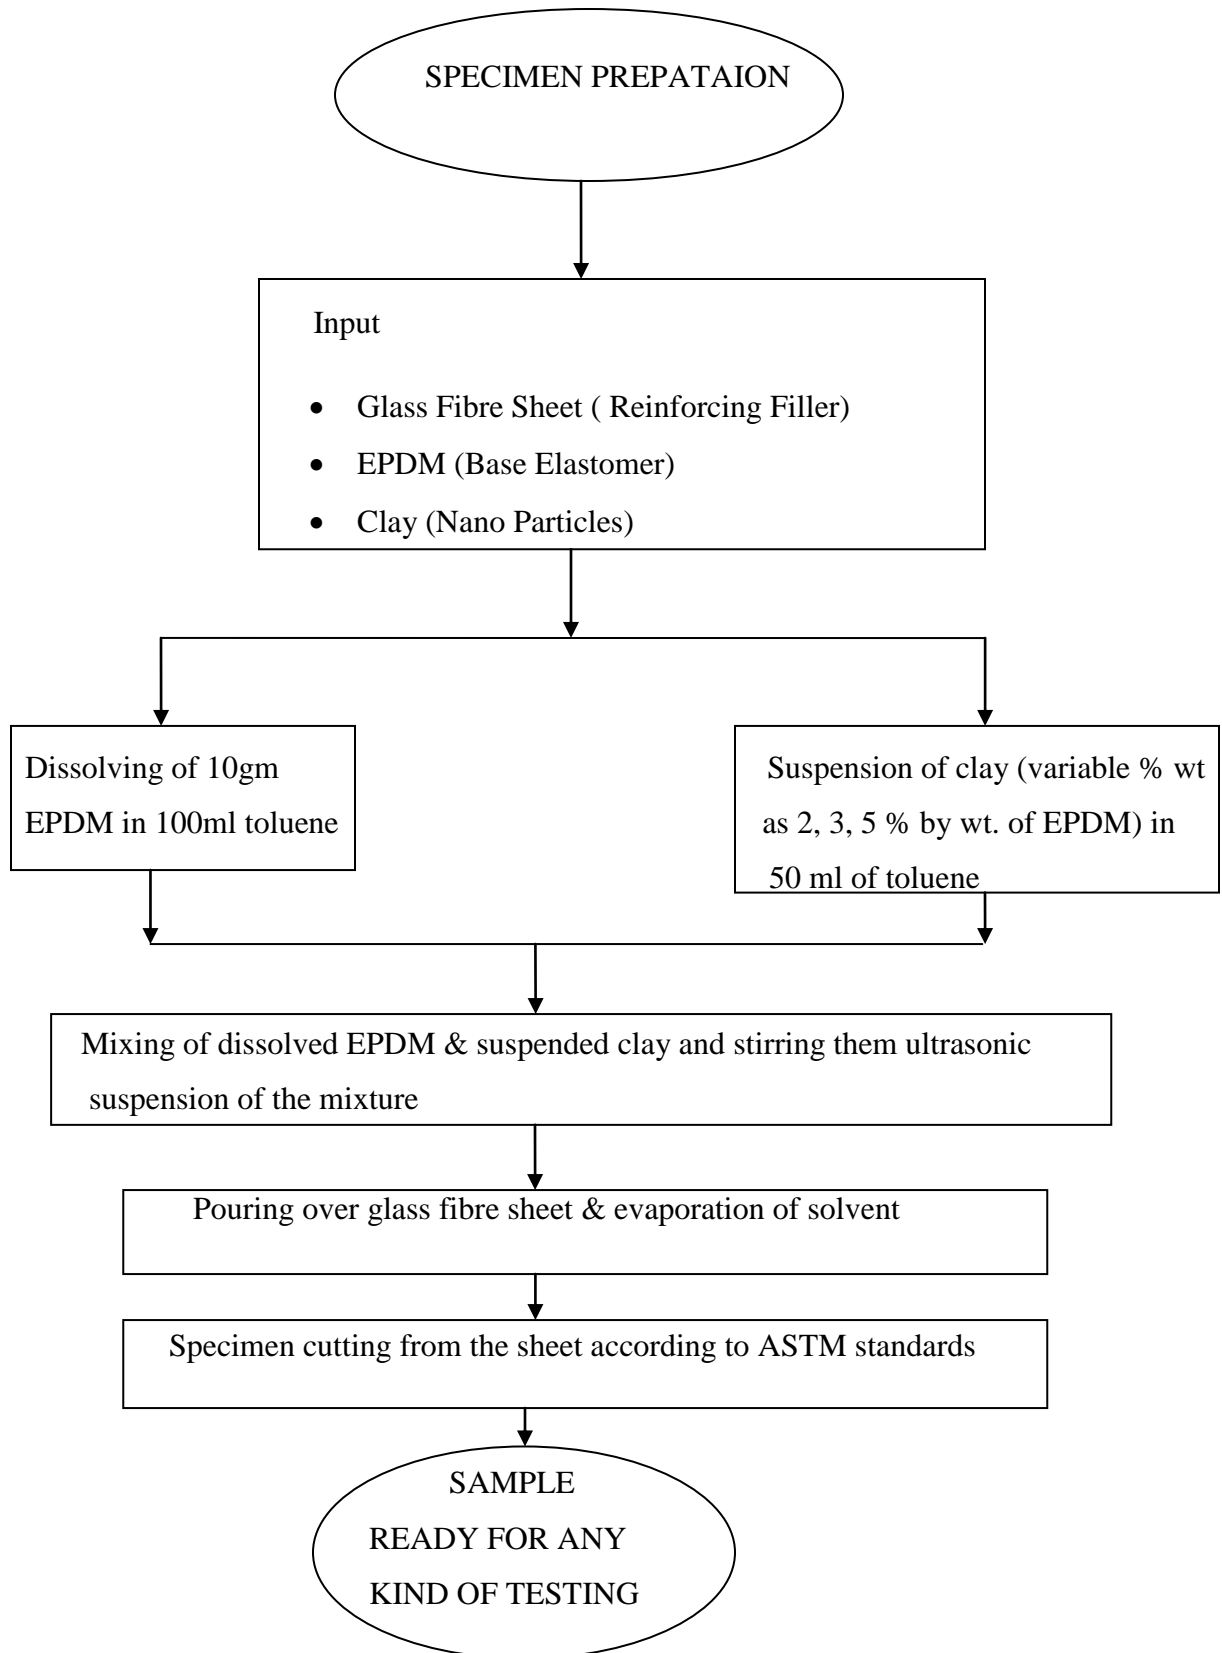 SPECIMEN PREPATAION
Input
• Glass Fibre Sheet ( Reinforcing Filler)
• EPDM (Base Elastomer)
• Clay (Nano Particles)
Dissolving of 10gm
EPDM in 100ml toluene
Suspension of clay (variable % wt
as 2, 3, 5 % by wt. of EPDM) in
50 ml of toluene
Mixing of dissolved EPDM & suspended clay and stirring them ultrasonic
suspension of the mixture
Pouring over glass fibre sheet & evaporation of solvent
Specimen cutting from the sheet according to ASTM standards
SAMPLE
READY FOR ANY
KIND OF TESTING